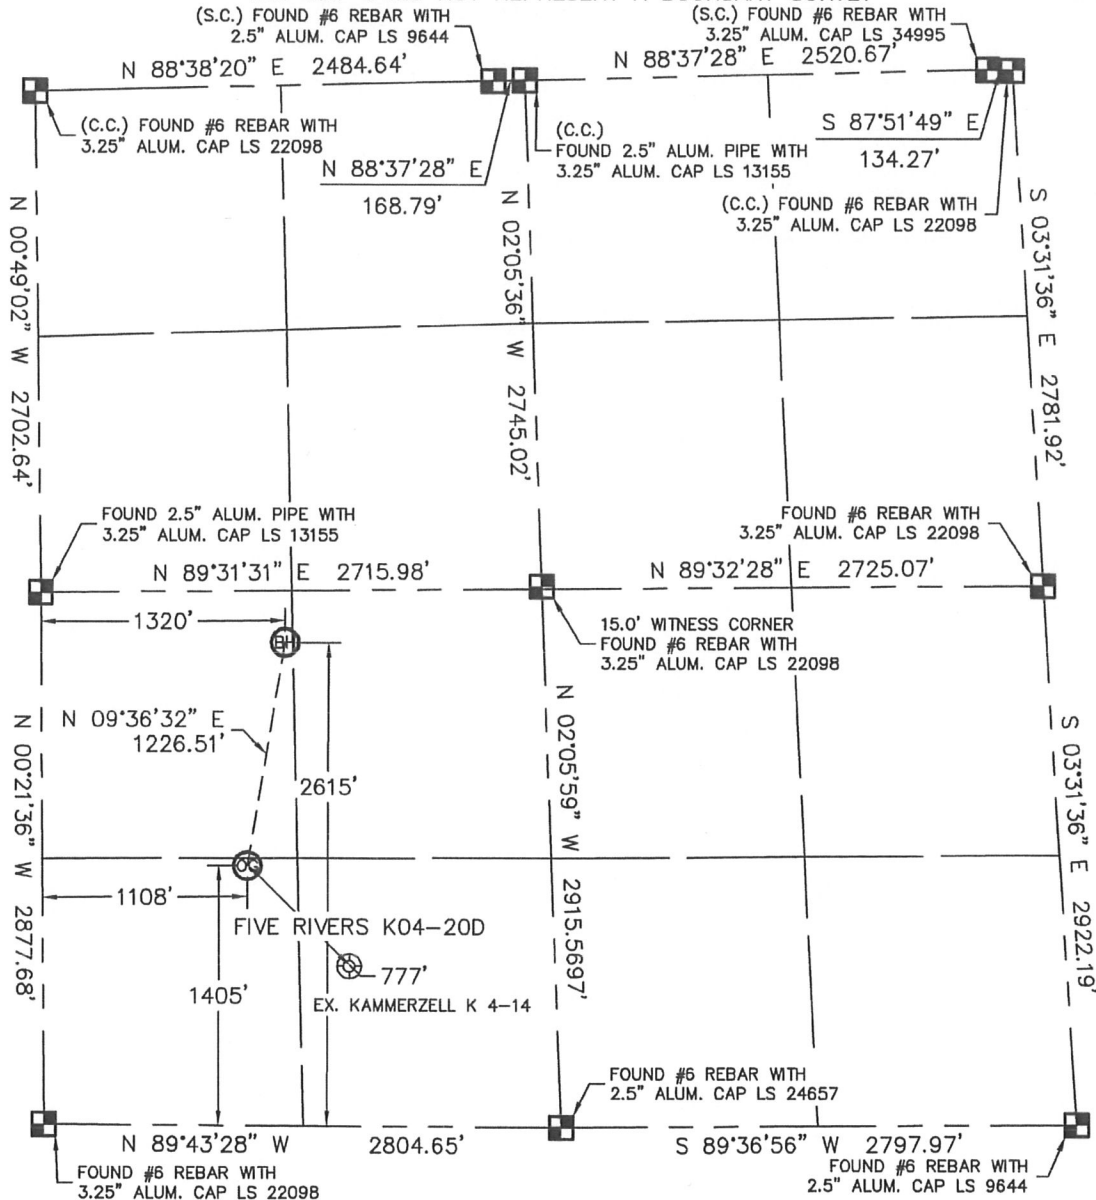 (S.C.) FOUND #6 REBAR WITH
2.5" ALUM. CAP LS 9644
(S.C.) FOUND #6 REBAR WITH
3.25" ALUM. CAP LS 34995
N 88°38'20" E 2484.64'
N 88°37'28" E 2520.67'
(C.C.) FOUND #6 REBAR WITH
3.25" ALUM. CAP LS 22098
(C.C.)
FOUND 2.5" ALUM. PIPE WITH
3.25" ALUM. CAP LS 13155
S 87°51'49" E
134.27'
N 88°37'28" E
168.79'
(C.C.) FOUND #6 REBAR WITH
3.25" ALUM. CAP LS 22098
N 00°49'02" W 2702.64'
N 02°05'36" W 2745.02'
S 03°31'36" E 2781.92'
FOUND 2.5" ALUM. PIPE WITH
3.25" ALUM. CAP LS 13155
FOUND #6 REBAR WITH
3.25" ALUM. CAP LS 22098
N 89°31'31" E 2715.98'
N 89°32'28" E 2725.07'
1320'
15.0' WITNESS CORNER
FOUND #6 REBAR WITH
3.25" ALUM. CAP LS 22098
BH
N 09°36'32" E
1226.51'
2615'
N 00°21'36" W 2877.68'
N 02°05'59" W 2915.5697'
S 03°31'36" E 2922.19'
OG
1108'
FIVE RIVERS K04-20D
777'
1405'
EX. KAMMERZELL K 4-14
FOUND #6 REBAR WITH
2.5" ALUM. CAP LS 24657
N 89°43'28" W 2804.65'
S 89°36'56" W 2797.97'
FOUND #6 REBAR WITH
3.25" ALUM. CAP LS 22098
FOUND #6 REBAR WITH
2.5" ALUM. CAP LS 9644